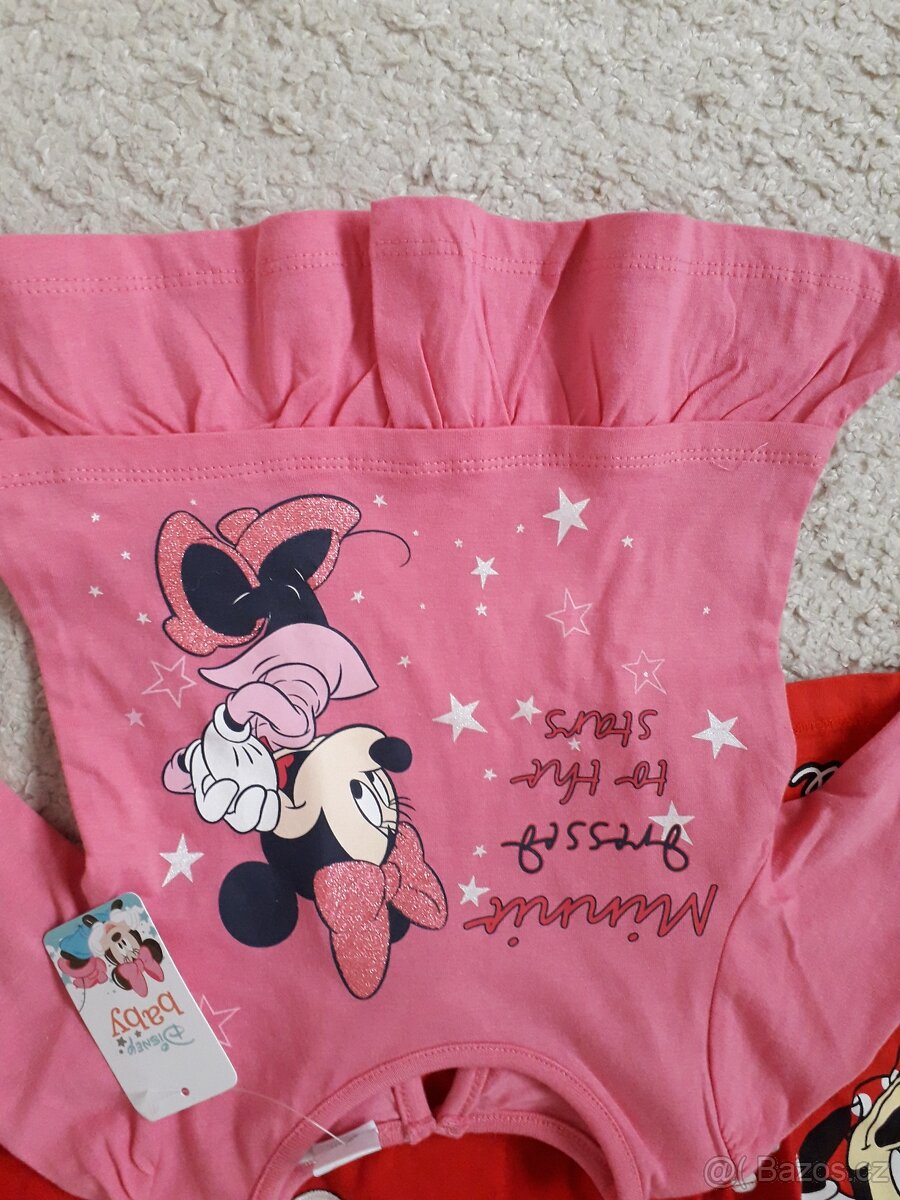 Minnie
dressed
to the
stars
Disney
baby
@( Bazos.cz